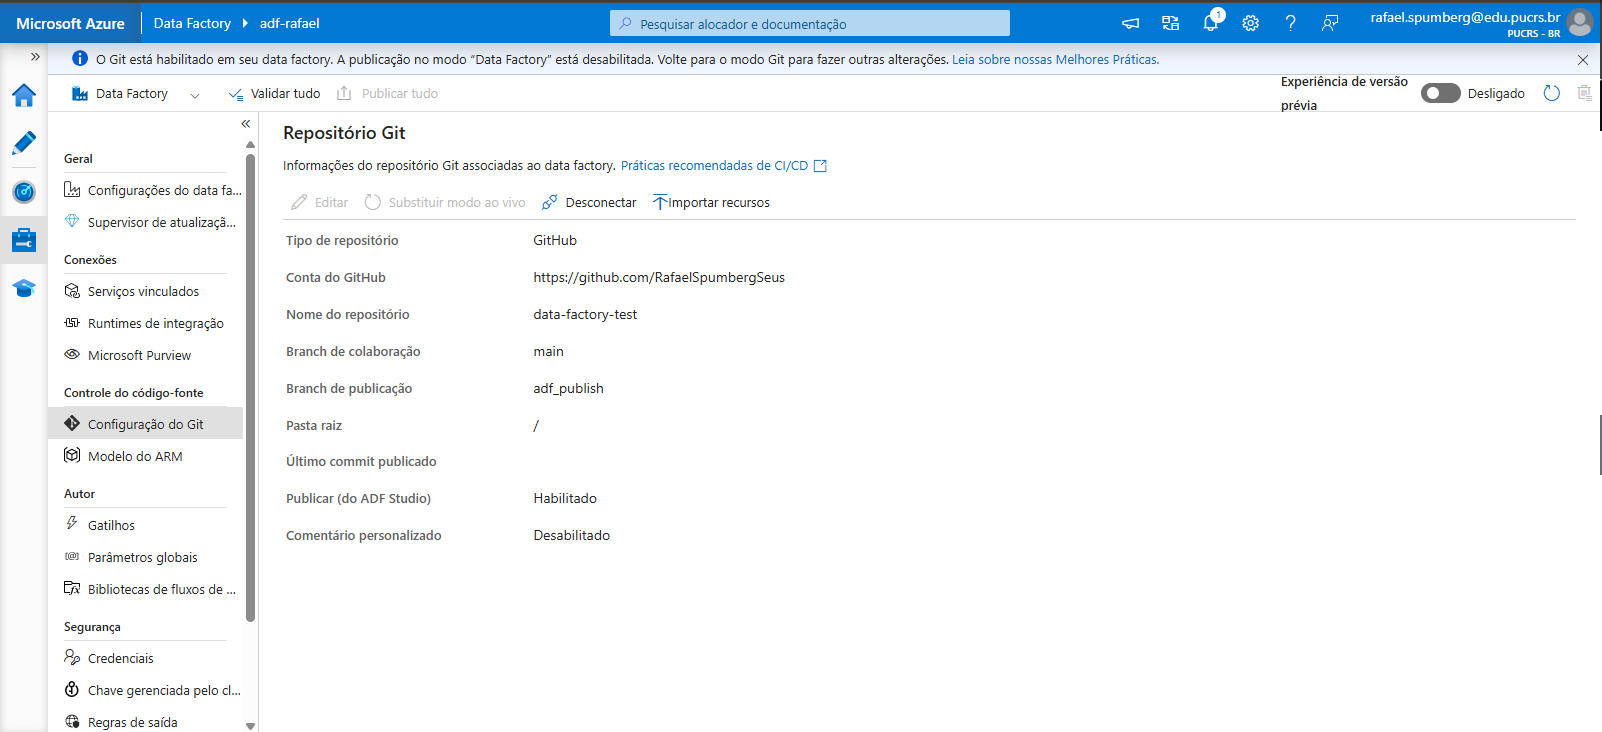 Microsoft Azure
Data Factory
adf-rafael
Pesquisar alocador e documentação
1
rafael.spumberg@edu.pucrs.br
PUCRS - BR
O Git está habilitado em seu data factory. A publicação no modo “Data Factory” está desabilitada. Volte para o modo Git para fazer outras alterações. Leia sobre nossas Melhores Práticas.
Data Factory
Validar tudo
Publicar tudo
Experiência de versão
prévia
Desligado
Geral
Configurações do data fa...
Supervisor de atualizaçã...
Conexões
Serviços vinculados
Runtimes de integração
Microsoft Purview
Controle do código-fonte
Configuração do Git
Modelo do ARM
Autor
Gatilhos
Parâmetros globais
Bibliotecas de fluxos de ...
Segurança
Credenciais
Chave gerenciada pelo cl...
Regras de saída
Repositório Git
Informações do repositório Git associadas ao data factory. Práticas recomendadas de CI/CD
Editar
Substituir modo ao vivo
Desconectar
Importar recursos
Tipo de repositório GitHub
Conta do GitHub https://github.com/RafaelSpumbergSeus
Nome do repositório data-factory-test
Branch de colaboração main
Branch de publicação adf_publish
Pasta raiz /
Último commit publicado
Publicar (do ADF Studio) Habilitado
Comentário personalizado Desabilitado